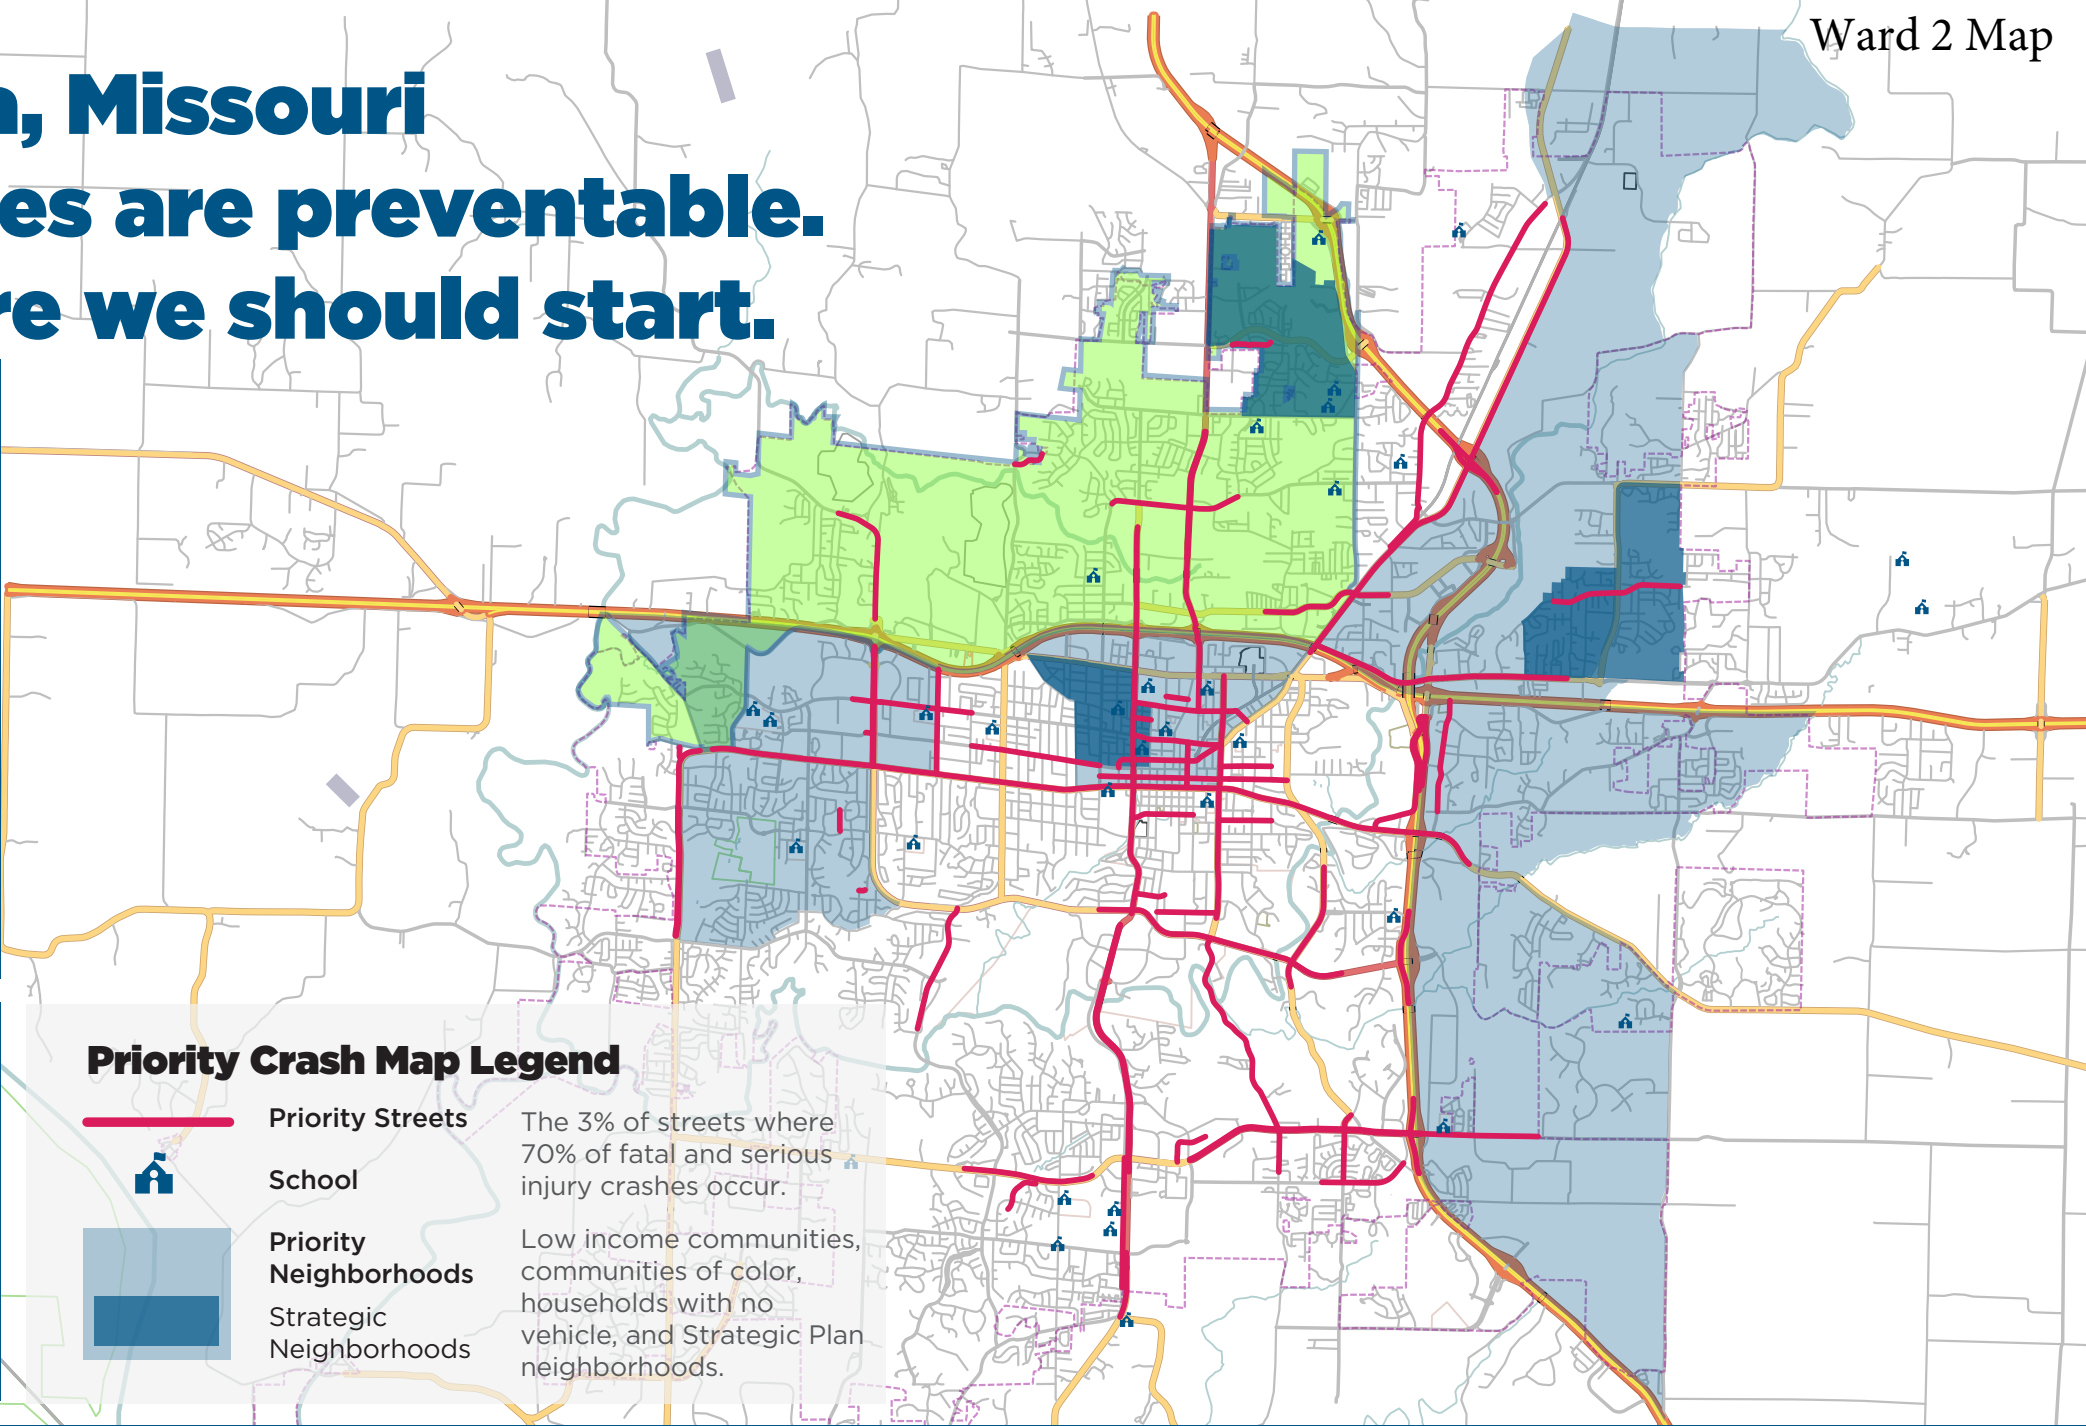 Ward 2 Map
, Missouri
es are preventable.
re we should start.
Priority Crash Map Legend
Priority Streets
The 3% of streets where
70% of fatal and serious
injury crashes occur.
School
Priority
Neighborhoods
Strategic
Neighborhoods
Low income communities,
communities of color,
households with no
vehicle, and Strategic Plan
neighborhoods.